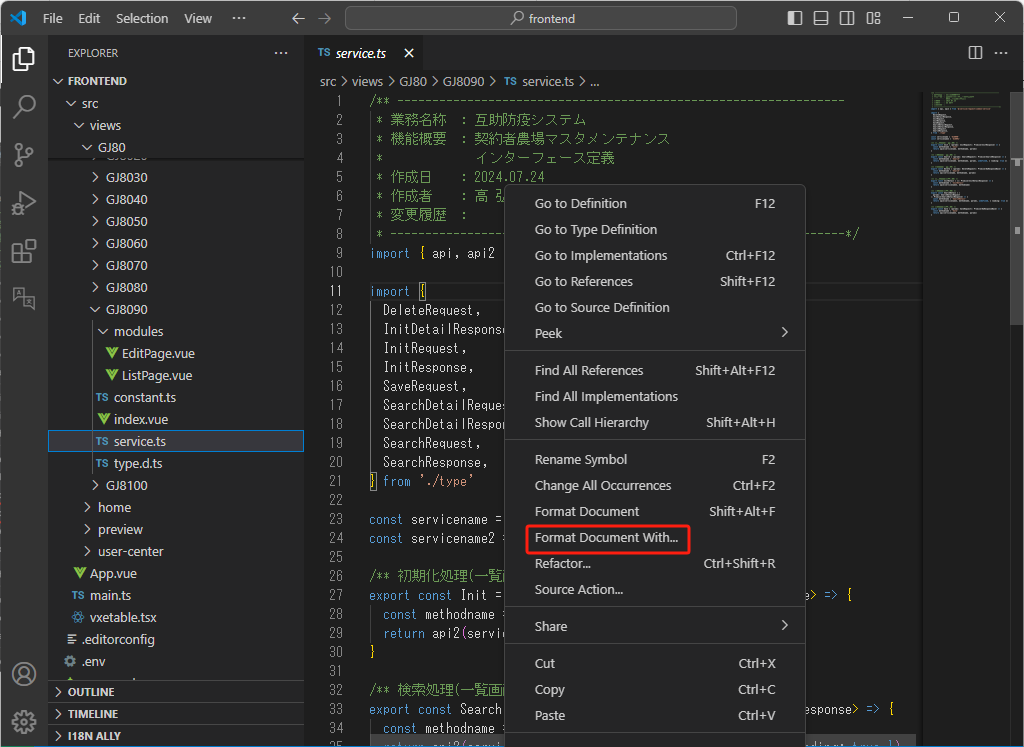 File Edit Selection View ··· frontend
EXPLORER ···
FRONTEND
src
views
GJ80
GJ8030
GJ8040
GJ8050
GJ8060
GJ8070
GJ8080
GJ8090
modules
EditPage.vue
ListPage.vue
TS constant.ts
index.vue
TS service.ts
TS type.d.ts
GJ8100
home
preview
user-center
App.vue
TS main.ts
vxetable.tsx
.editorconfig
.env
OUTLINE
TIMELINE
I18N ALLY
TS service.ts
src > views > GJ80 > GJ8090 > TS service.ts > ...
1 /** ----------------------------------------------------------------
2 * 業務名称 : 互助防疫システム
3 * 機能概要 : 契約者農場マスタメンテナンス
4 * インターフェース定義
5 * 作成日 : 2024.07.24
6 * 作成者 : 高 弘
7 * 変更履歴 :
8 * -----------------------------------------------------------------*/
9 import { api, api2
10
11 import {
12 DeleteRequest,
13 InitDetailResponse
14 InitRequest,
15 InitResponse,
16 SaveRequest,
17 SearchDetailReque
18 SearchDetailRespon
19 SearchRequest,
20 SearchResponse,
21 } from './type'
22
23 const servicename =
24 const servicename2 =
25
26 /** 初期化処理(一覧画
27 export const Init = > => {
28 const methodname =
29 return api2(servic
30 }
31
32 /** 検索処理(一覧画面
33 export const Search esponse> => {
34 const methodname =
Go to Definition F12
Go to Type Definition
Go to Implementations Ctrl+F12
Go to References Shift+F12
Go to Source Definition
Peek
Find All References Shift+Alt+F12
Find All Implementations
Show Call Hierarchy Shift+Alt+H
Rename Symbol F2
Change All Occurrences Ctrl+F2
Format Document Shift+Alt+F
Format Document With...
Refactor... Ctrl+Shift+R
Source Action...
Share
Cut Ctrl+X
Copy Ctrl+C
Paste Ctrl+V